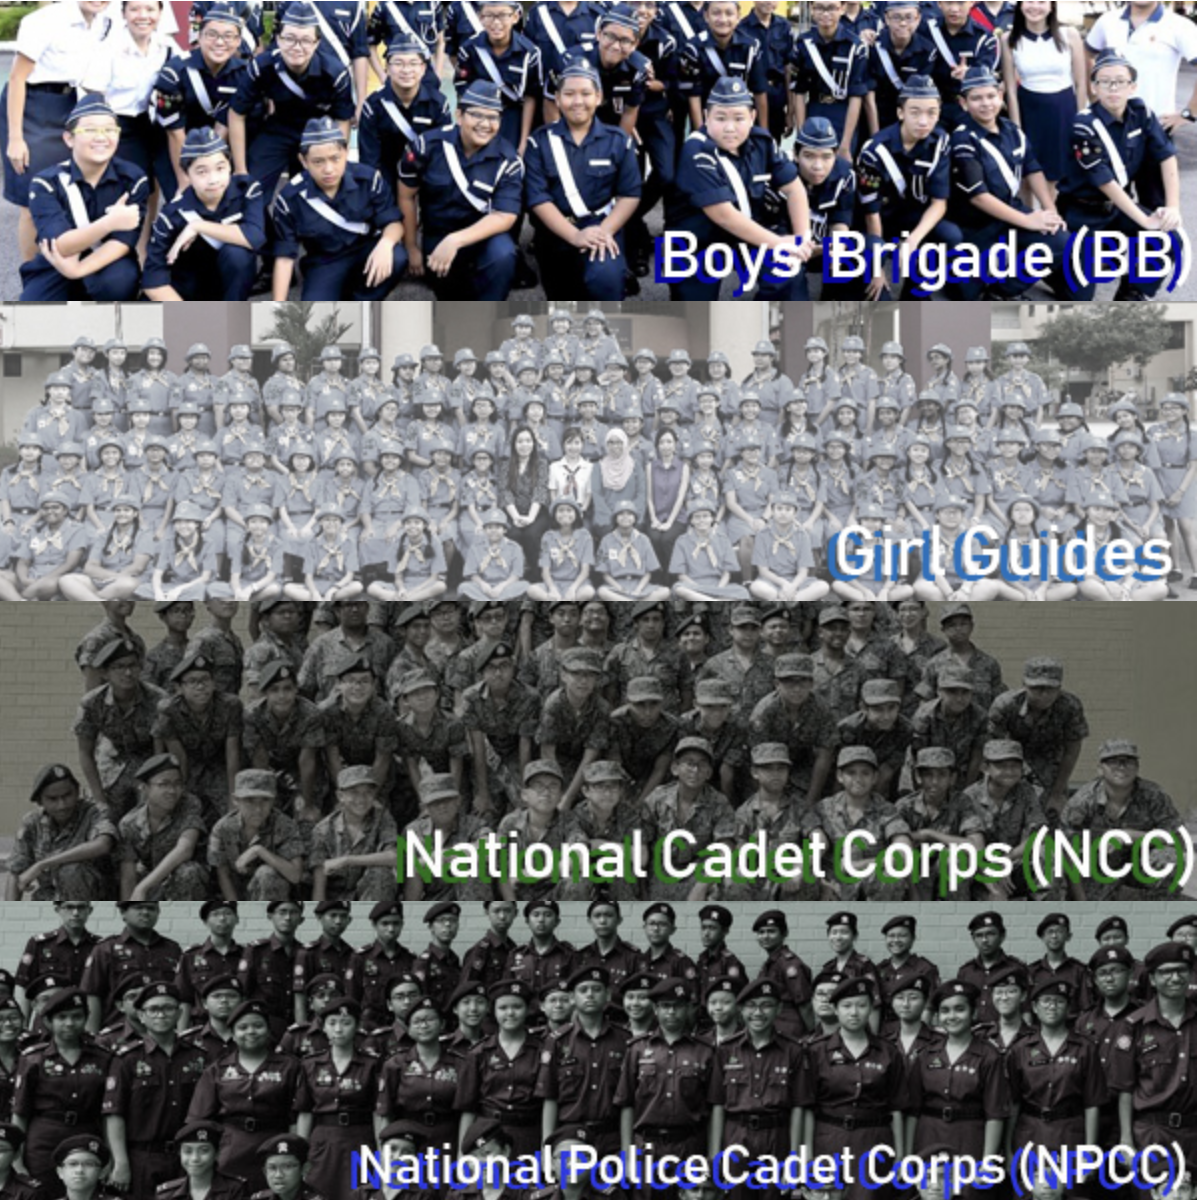 Boys' Brigade (BB)
Girl Guides
National Cadet Corps (NCC)
National Police Cadet Corps (NPCC)